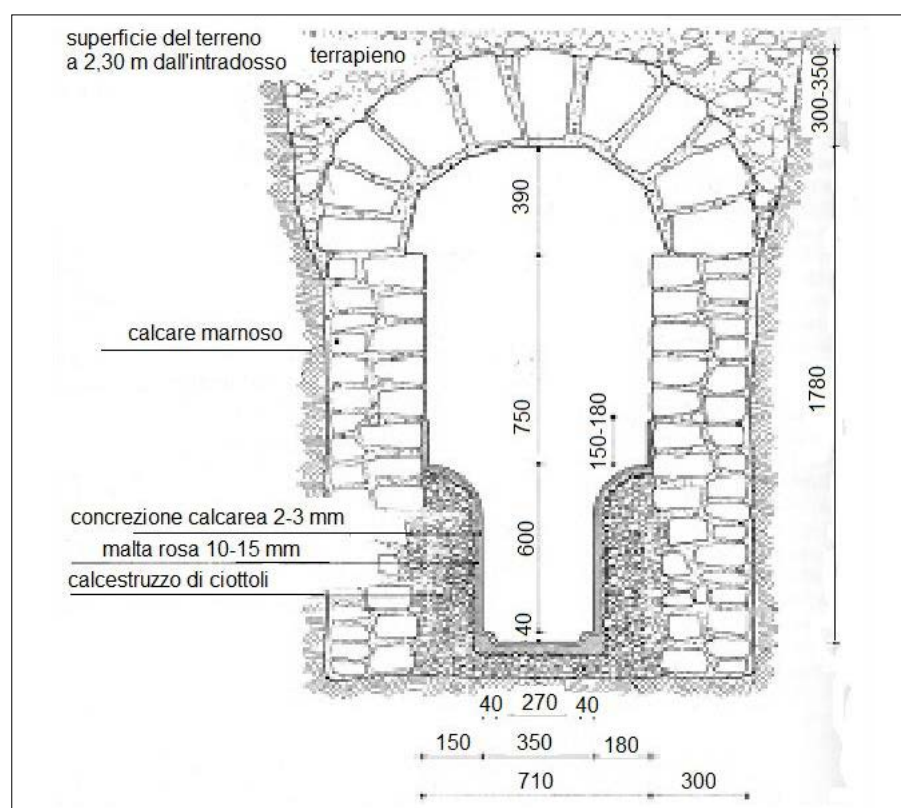 superficie del terreno
a 2,30 m dall'intradosso
terrapieno
300-350
390
calcare marnoso
1780
750
150-180
concrezione calcarea 2-3 mm
malta rosa 10-15 mm
calcestruzzo di ciottoli
600
40
40 270 40
150 350 180
710 300